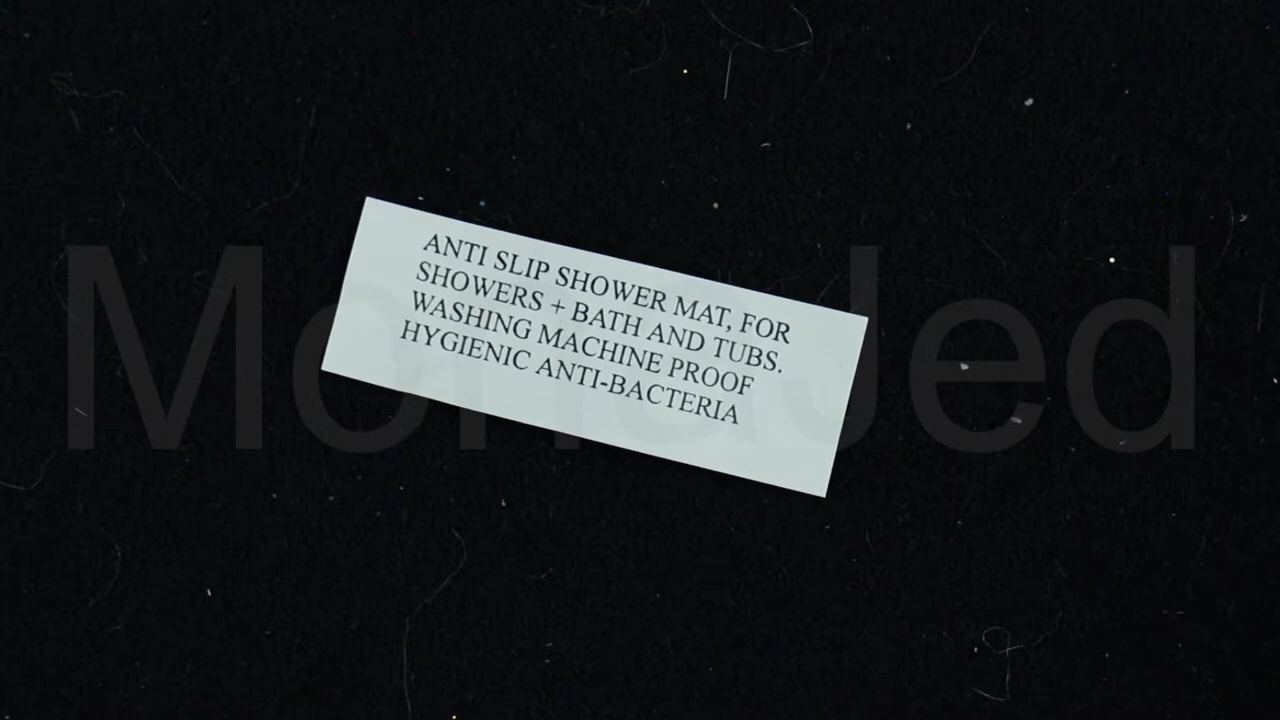 ANTI SLIP SHOWER MAT, FOR
SHOWERS + BATH AND TUBS.
WASHING MACHINE PROOF
HYGIENIC ANTI-BACTERIA